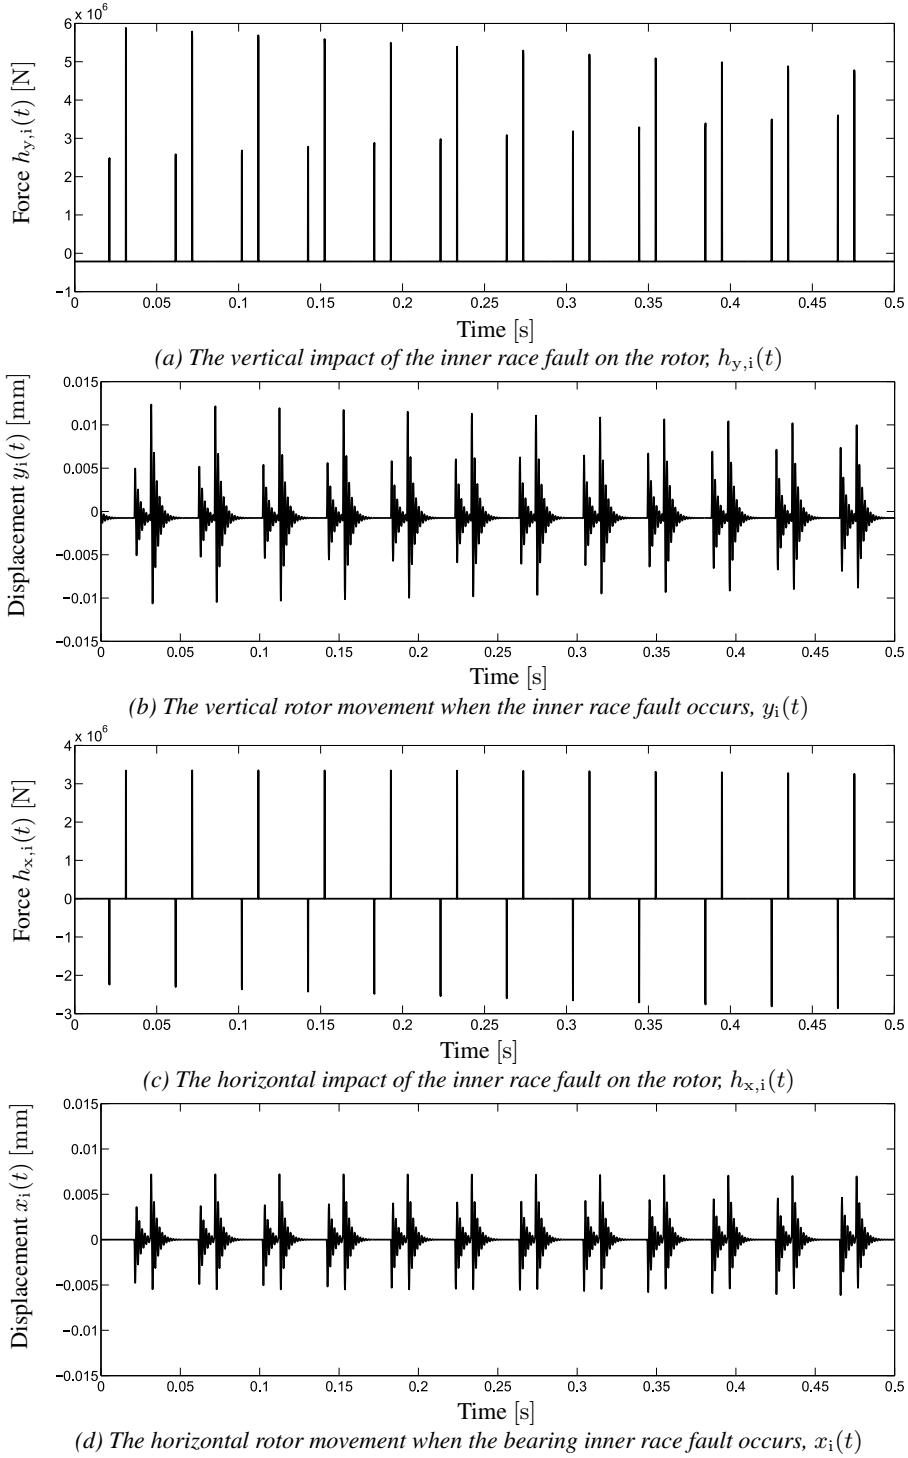 x 10^6
6
5
4
3
2
1
0
−1
Force h_{y,i}(t) [N]
0 0.05 0.1 0.15 0.2 0.25 0.3 0.35 0.4 0.45 0.5
Time [s]
(a) The vertical impact of the inner race fault on the rotor, h_{y,i}(t)
0.015
0.01
0.005
0
−0.005
−0.01
−0.015
Displacement y_i(t) [mm]
0 0.05 0.1 0.15 0.2 0.25 0.3 0.35 0.4 0.45 0.5
Time [s]
(b) The vertical rotor movement when the inner race fault occurs, y_i(t)
x 10^6
4
3
2
1
0
−1
−2
−3
Force h_{x,i}(t) [N]
0 0.05 0.1 0.15 0.2 0.25 0.3 0.35 0.4 0.45 0.5
Time [s]
(c) The horizontal impact of the inner race fault on the rotor, h_{x,i}(t)
0.015
0.01
0.005
0
−0.005
−0.01
−0.015
Displacement x_i(t) [mm]
0 0.05 0.1 0.15 0.2 0.25 0.3 0.35 0.4 0.45 0.5
Time [s]
(d) The horizontal rotor movement when the bearing inner race fault occurs, x_i(t)